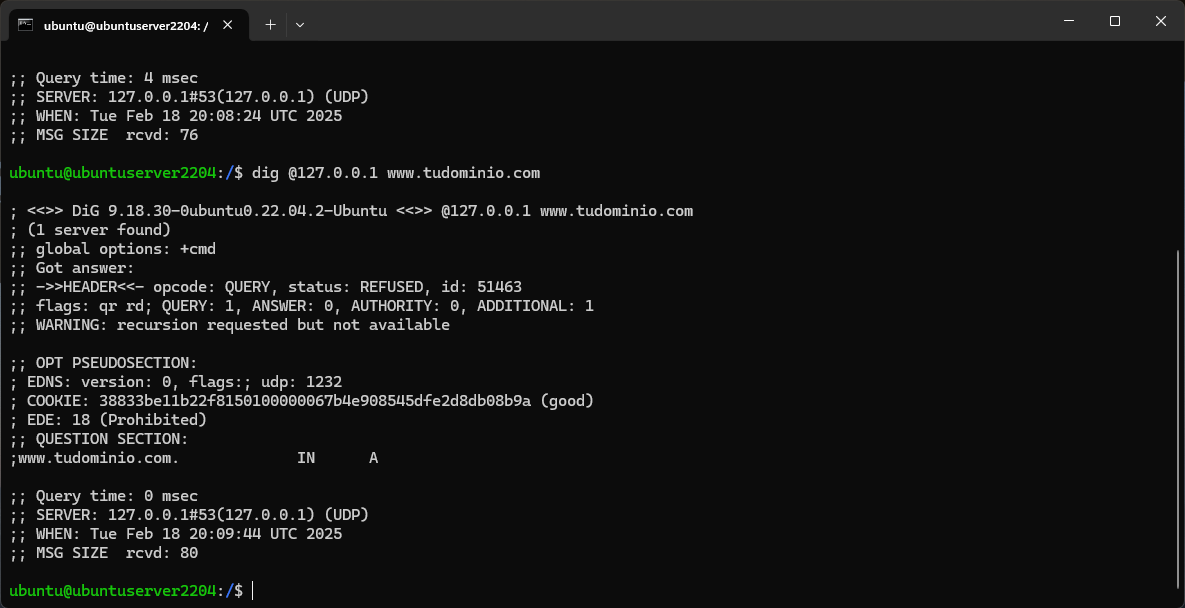 ubuntu@ubuntuserver2204: /
;; Query time: 4 msec
;; SERVER: 127.0.0.1#53(127.0.0.1) (UDP)
;; WHEN: Tue Feb 18 20:08:24 UTC 2025
;; MSG SIZE  rcvd: 76
ubuntu@ubuntuserver2204:/$ dig @127.0.0.1 www.tudominio.com
; <<>> DiG 9.18.30-0ubuntu0.22.04.2-Ubuntu <<>> @127.0.0.1 www.tudominio.com
; (1 server found)
;; global options: +cmd
;; Got answer:
;; ->>HEADER<<- opcode: QUERY, status: REFUSED, id: 51463
;; flags: qr rd; QUERY: 1, ANSWER: 0, AUTHORITY: 0, ADDITIONAL: 1
;; WARNING: recursion requested but not available
;; OPT PSEUDOSECTION:
; EDNS: version: 0, flags:; udp: 1232
; COOKIE: 38833be11b22f8150100000067b4e908545dfe2d8db08b9a (good)
; EDE: 18 (Prohibited)
;; QUESTION SECTION:
;www.tudominio.com.             IN      A
;; Query time: 0 msec
;; SERVER: 127.0.0.1#53(127.0.0.1) (UDP)
;; WHEN: Tue Feb 18 20:09:44 UTC 2025
;; MSG SIZE  rcvd: 80
ubuntu@ubuntuserver2204:/$